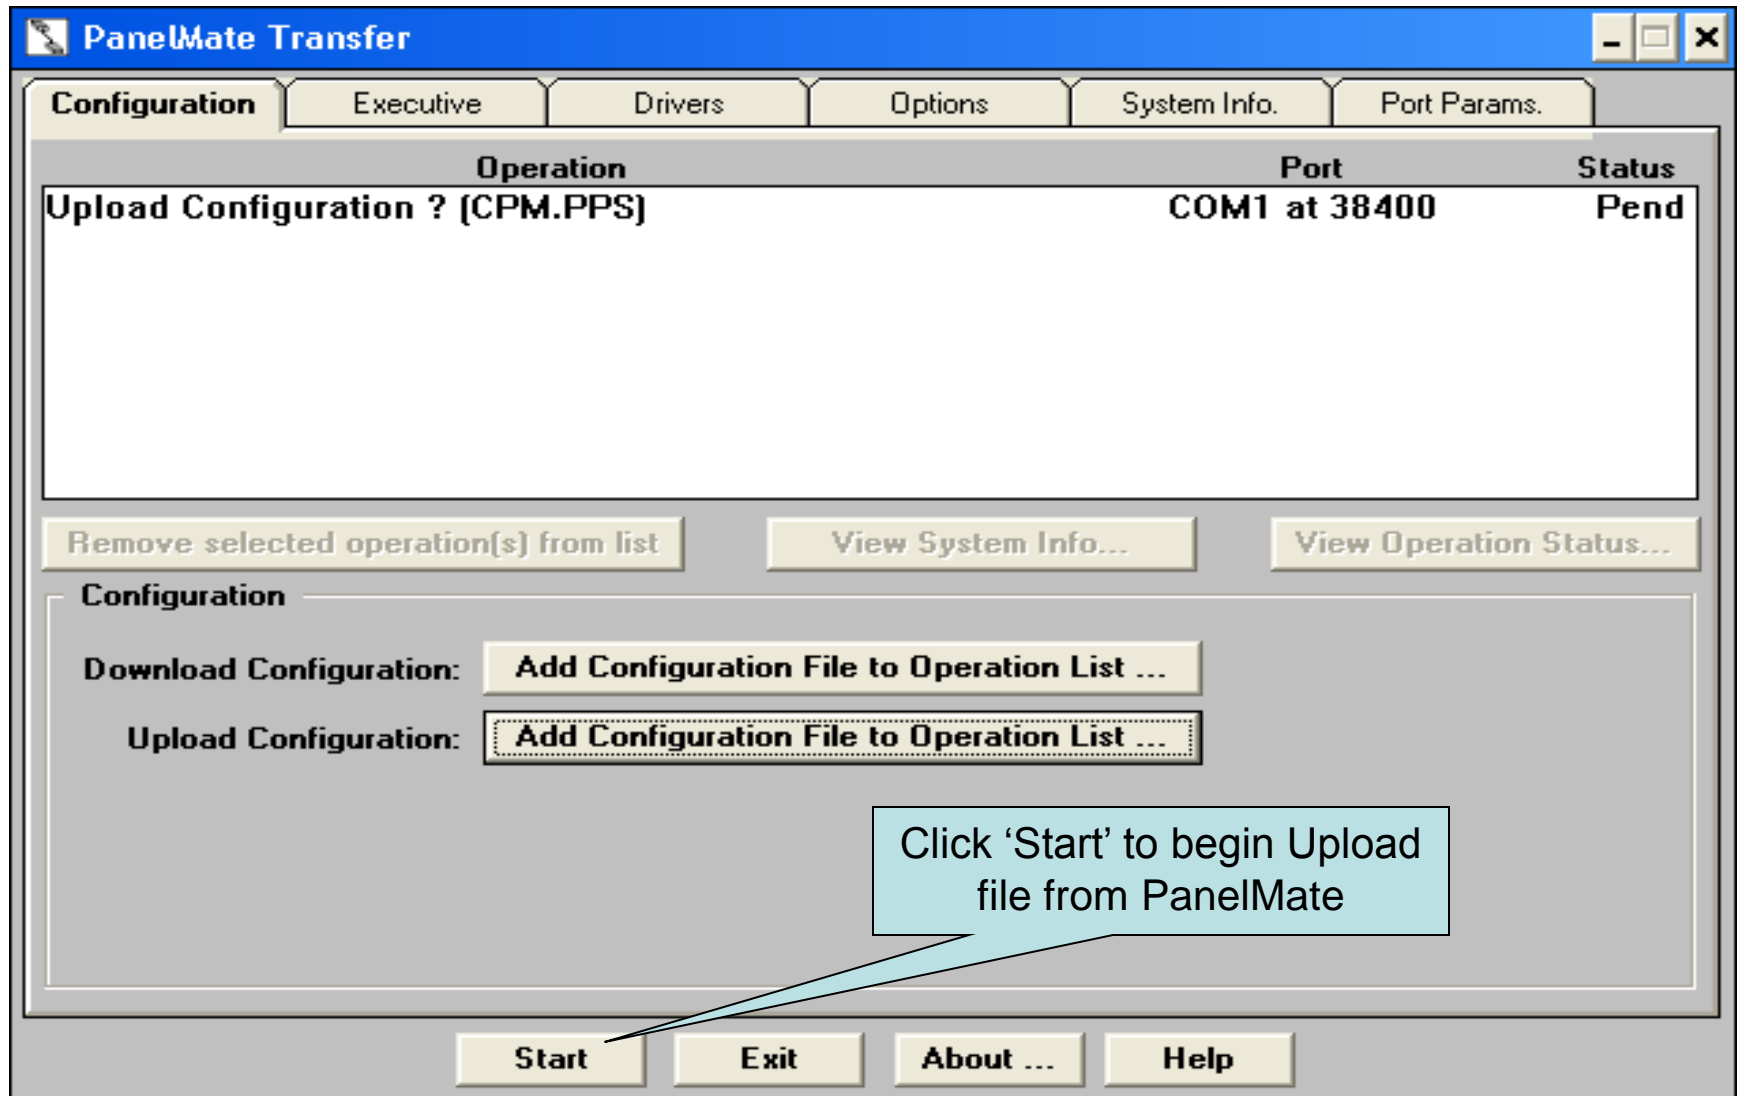 PanelMate Transfer
Configuration Executive Drivers Options System Info. Port Params.
Operation Port Status
Upload Configuration ? (CPM.PPS) COM1 at 38400 Pend
Remove selected operation(s) from list View System Info... View Operation Status...
Configuration
Download Configuration: Add Configuration File to Operation List ...
Upload Configuration: Add Configuration File to Operation List ...
Click ‘Start’ to begin Upload
file from PanelMate
Start Exit About ... Help